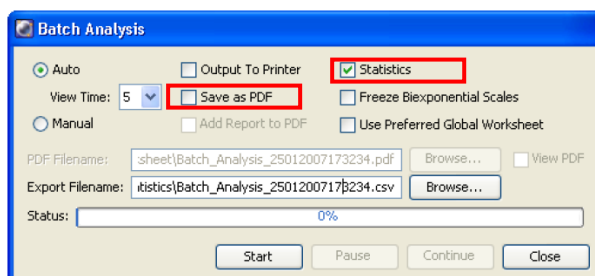 Batch Analysis
Auto Output To Printer Statistics
View Time: 5 Save as PDF Freeze Biexponential Scales
Manual Add Report to PDF Use Preferred Global Worksheet
PDF Filename: :sheet\Batch_Analysis_25012007173234.pdf Browse... View PDF
Export Filename: itistics\Batch_Analysis_25012007173234.csv Browse...
Status: 0%
Start Pause Continue Close